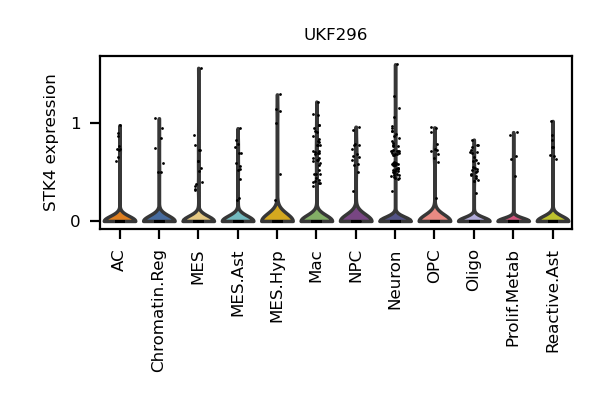 UKF296
STK4 expression
1
0
AC
Chromatin.Reg
MES
MES.Ast
MES.Hyp
Mac
NPC
Neuron
OPC
Oligo
Prolif.Metab
Reactive.Ast